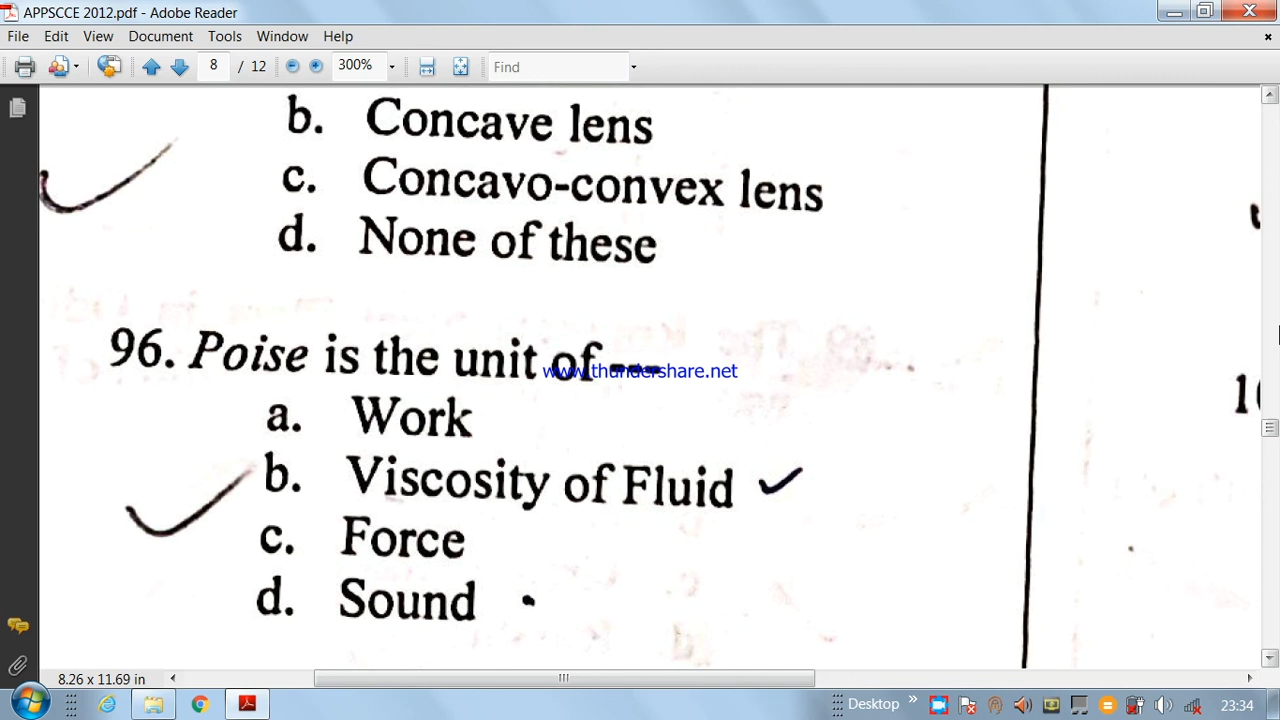 APPSCCE 2012.pdf - Adobe Reader
File Edit View Document Tools Window Help
8 / 12 300% Find
b. Concave lens
c. Concavo-convex lens
d. None of these
96. Poise is the unit of ---
www.thundershare.net
a. Work
b. Viscosity of Fluid
c. Force
d. Sound
8.26 x 11.69 in
Desktop » 23:34